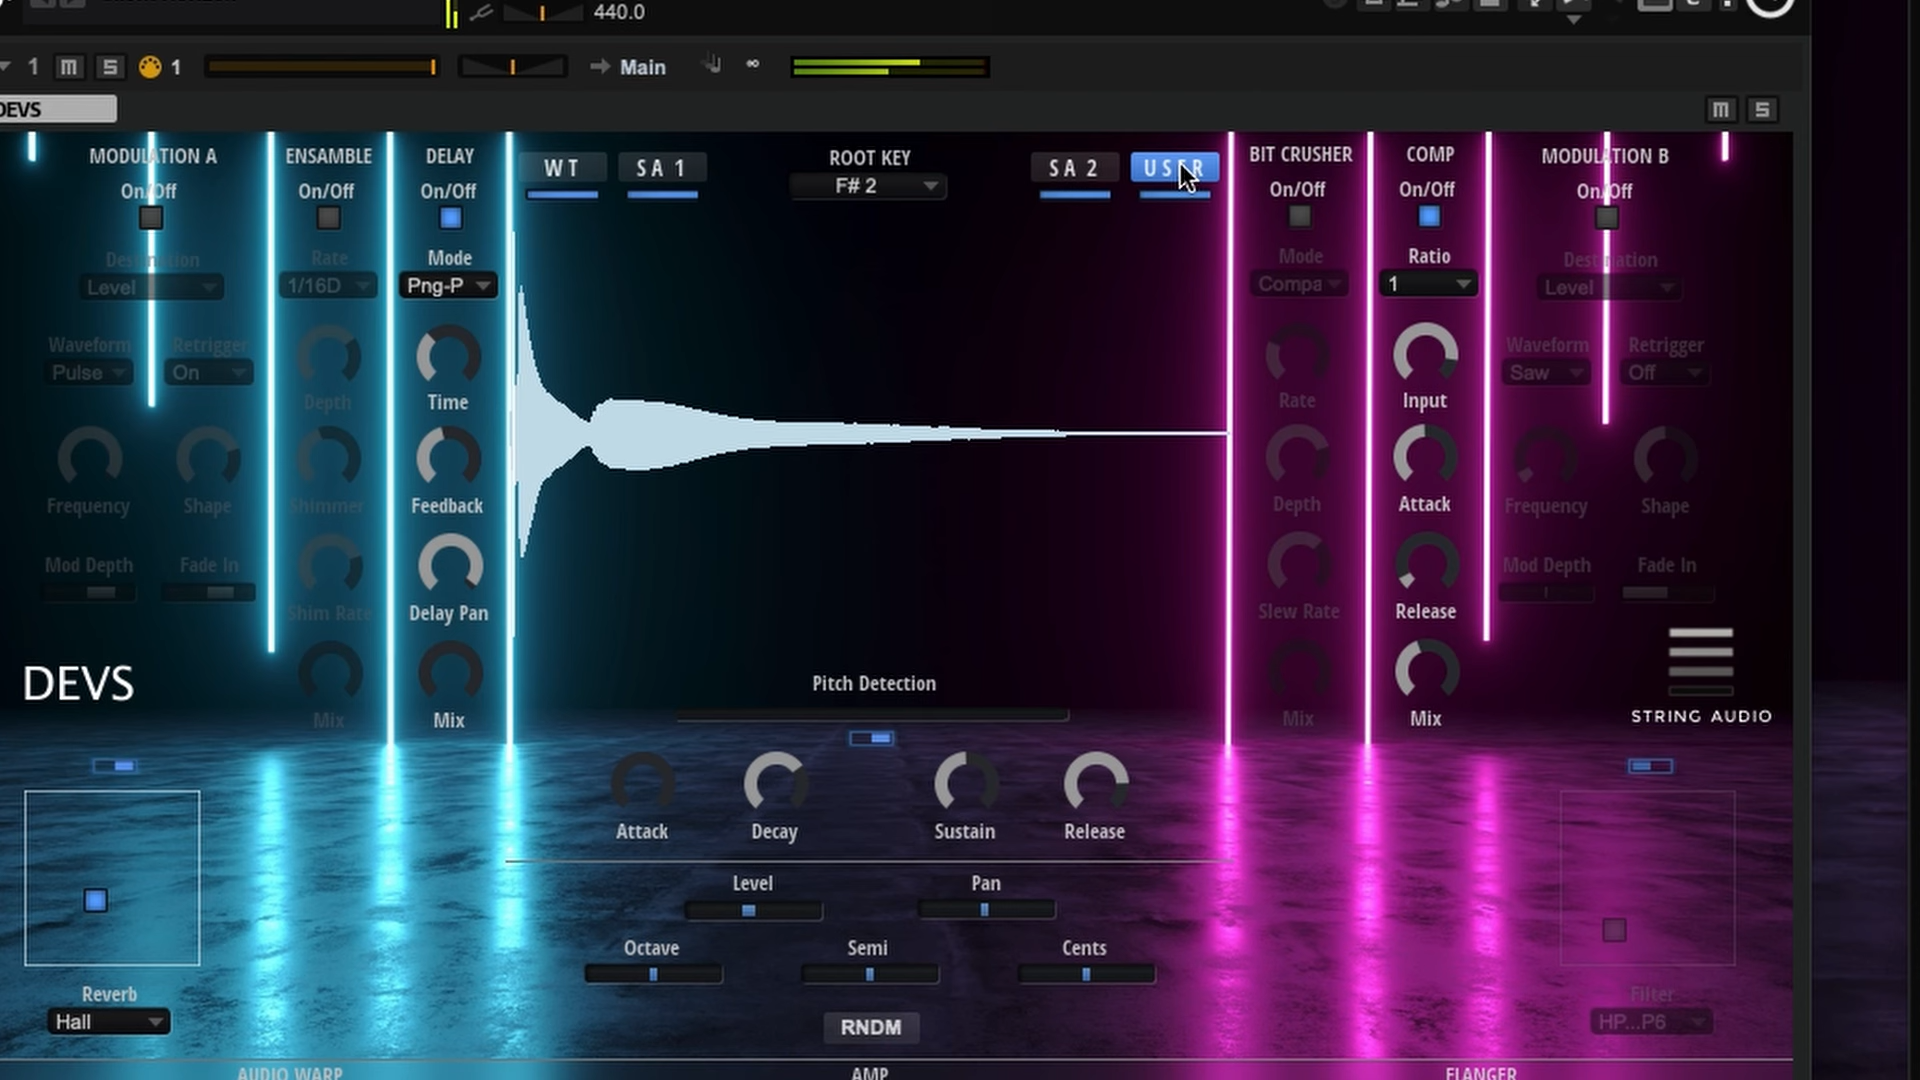 440.0
1 M S 1 Main
DEVS M S
MODULATION A
On/Off
Destination
Level
Waveform Retrigger
Pulse On
Frequency Shape
Mod Depth Fade In
ENSEMBLE
On/Off
Rate
1/16D
Depth
Shimmer
Shim Rate
Mix
DELAY
On/Off
Mode
Png-P
Time
Feedback
Delay Pan
Mix
WT SA 1
ROOT KEY
F# 2
SA 2 USER
BIT CRUSHER
On/Off
Mode
Compa
Rate
Depth
Slew Rate
Mix
COMP
On/Off
Ratio
1
Input
Attack
Release
Mix
MODULATION B
On/Off
Destination
Level
Waveform Retrigger
Saw Off
Frequency Shape
Mod Depth Fade In
DEVS
STRING AUDIO
Pitch Detection
Attack Decay Sustain Release
Level Pan
Octave Semi Cents
RNDM
Reverb
Hall
Filter
HP...P6
AUDIO WARP AMP FLANGER